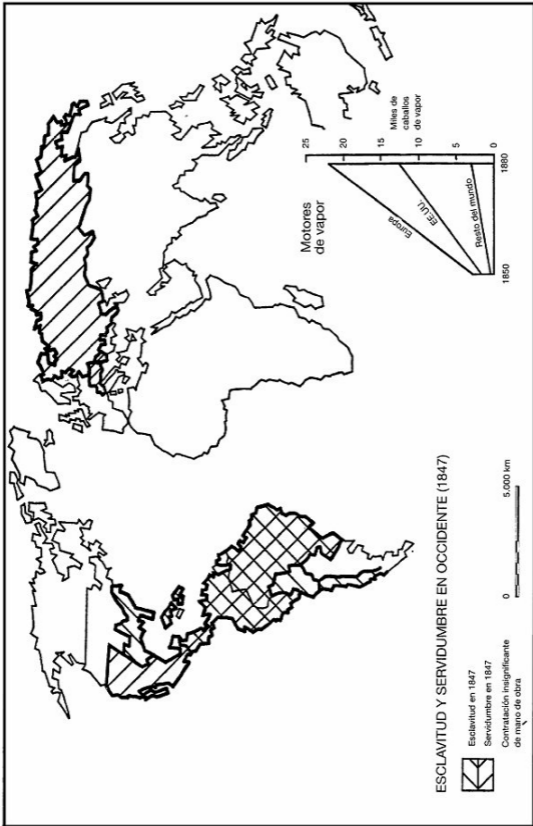 Motores
de vapor
25
20
15
10
5
0
Miles de
caballos
de vapor
Europa
EE.UU.
Resto del mundo
1850
1880
ESCLAVITUD Y SERVIDUMBRE EN OCCIDENTE (1847)
Esclavitud en 1847
Servidumbre en 1847
Contratación insignificante
de mano de obra
0
5.000 km